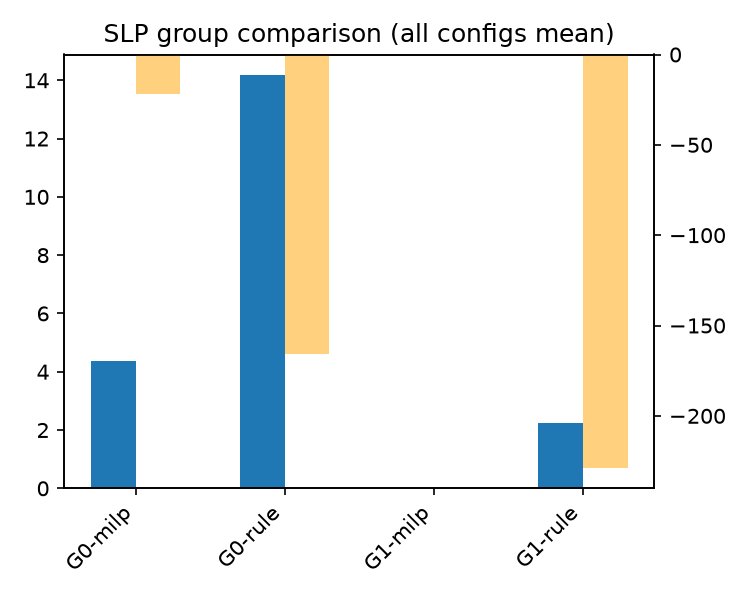 SLP group comparison (all configs mean)
14
12
10
8
6
4
2
0
0
−50
−100
−150
−200
G0-milp
G0-rule
G1-milp
G1-rule